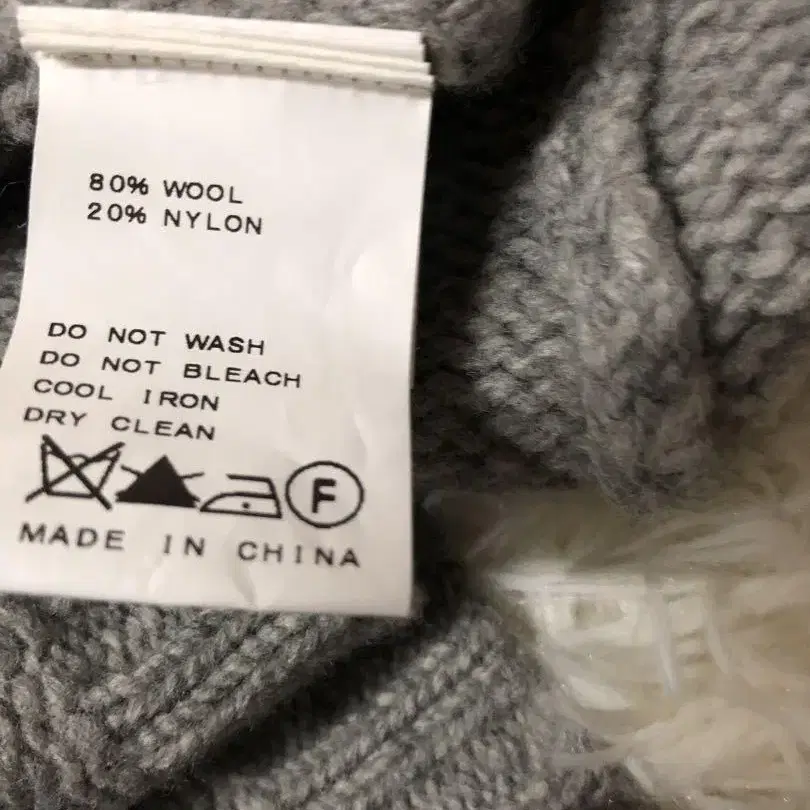 80% WOOL
20% NYLON
DO NOT WASH
DO NOT BLEACH
COOL IRON
DRY CLEAN
F
MADE IN CHINA